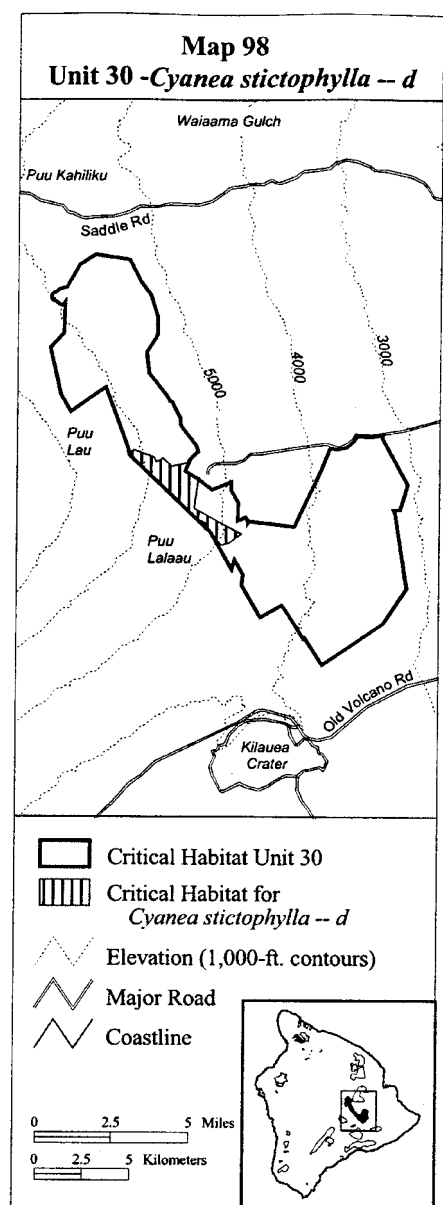 Map 98
Unit 30 -Cyanea stictophylla -- d
Waiaama Gulch
Puu Kahiliku
Saddle Rd
5000
4000
3000
Puu
Lau
Puu
Lalaau
Old Volcano Rd
Kilauea
Crater
Critical Habitat Unit 30
Critical Habitat for
Cyanea stictophylla -- d
Elevation (1,000-ft. contours)
Major Road
Coastline
0 2.5 5 Miles
0 2.5 5 Kilometers